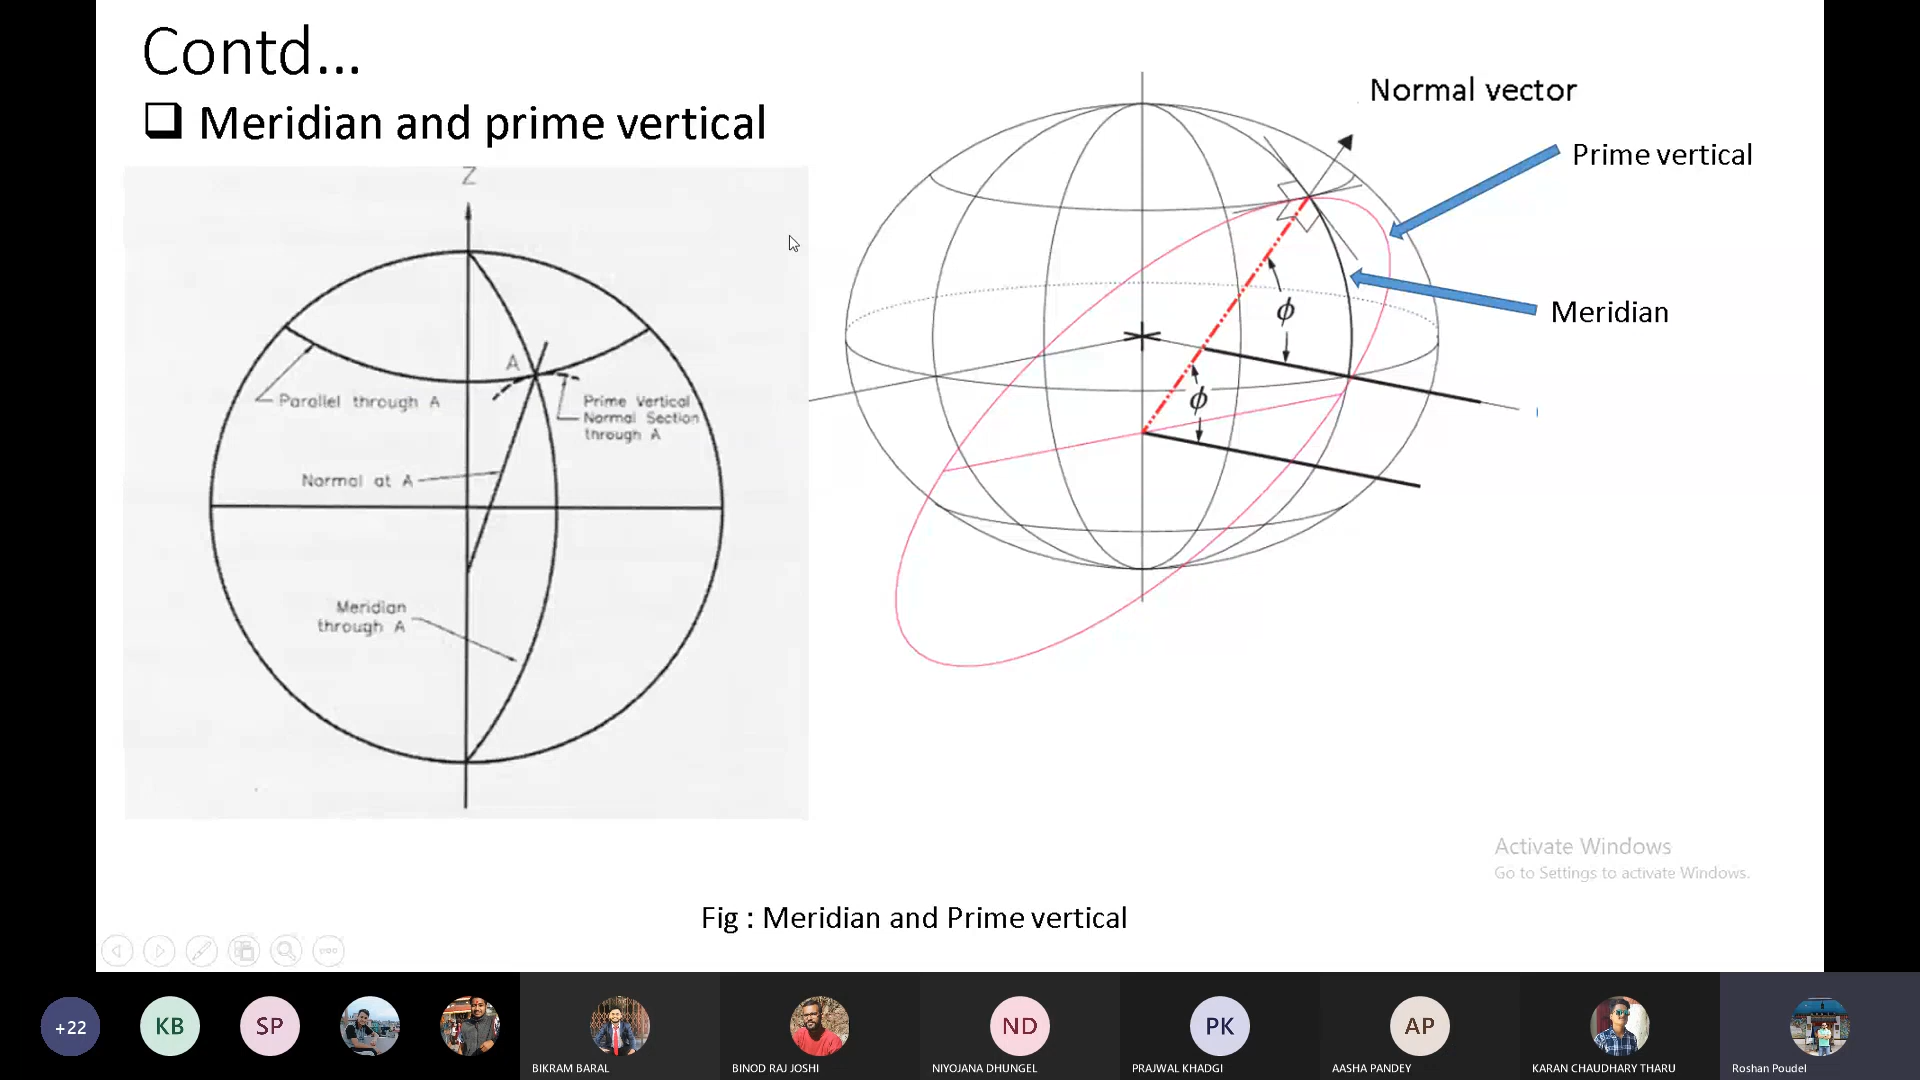 Contd...
❑ Meridian and prime vertical
Z
A
Parallel through A
Prime Vertical
Normal Section
through A
Normal at A
Meridian
through A
Normal vector
Prime vertical
Meridian
ϕ
ϕ
Activate Windows
Go to Settings to activate Windows.
Fig : Meridian and Prime vertical
+22
KB
SP
ND
PK
AP
BIKRAM BARAL
BINOD RAJ JOSHI
NIYOJANA DHUNGEL
PRAJWAL KHADGI
AASHA PANDEY
KARAN CHAUDHARY THARU
Roshan Poudel